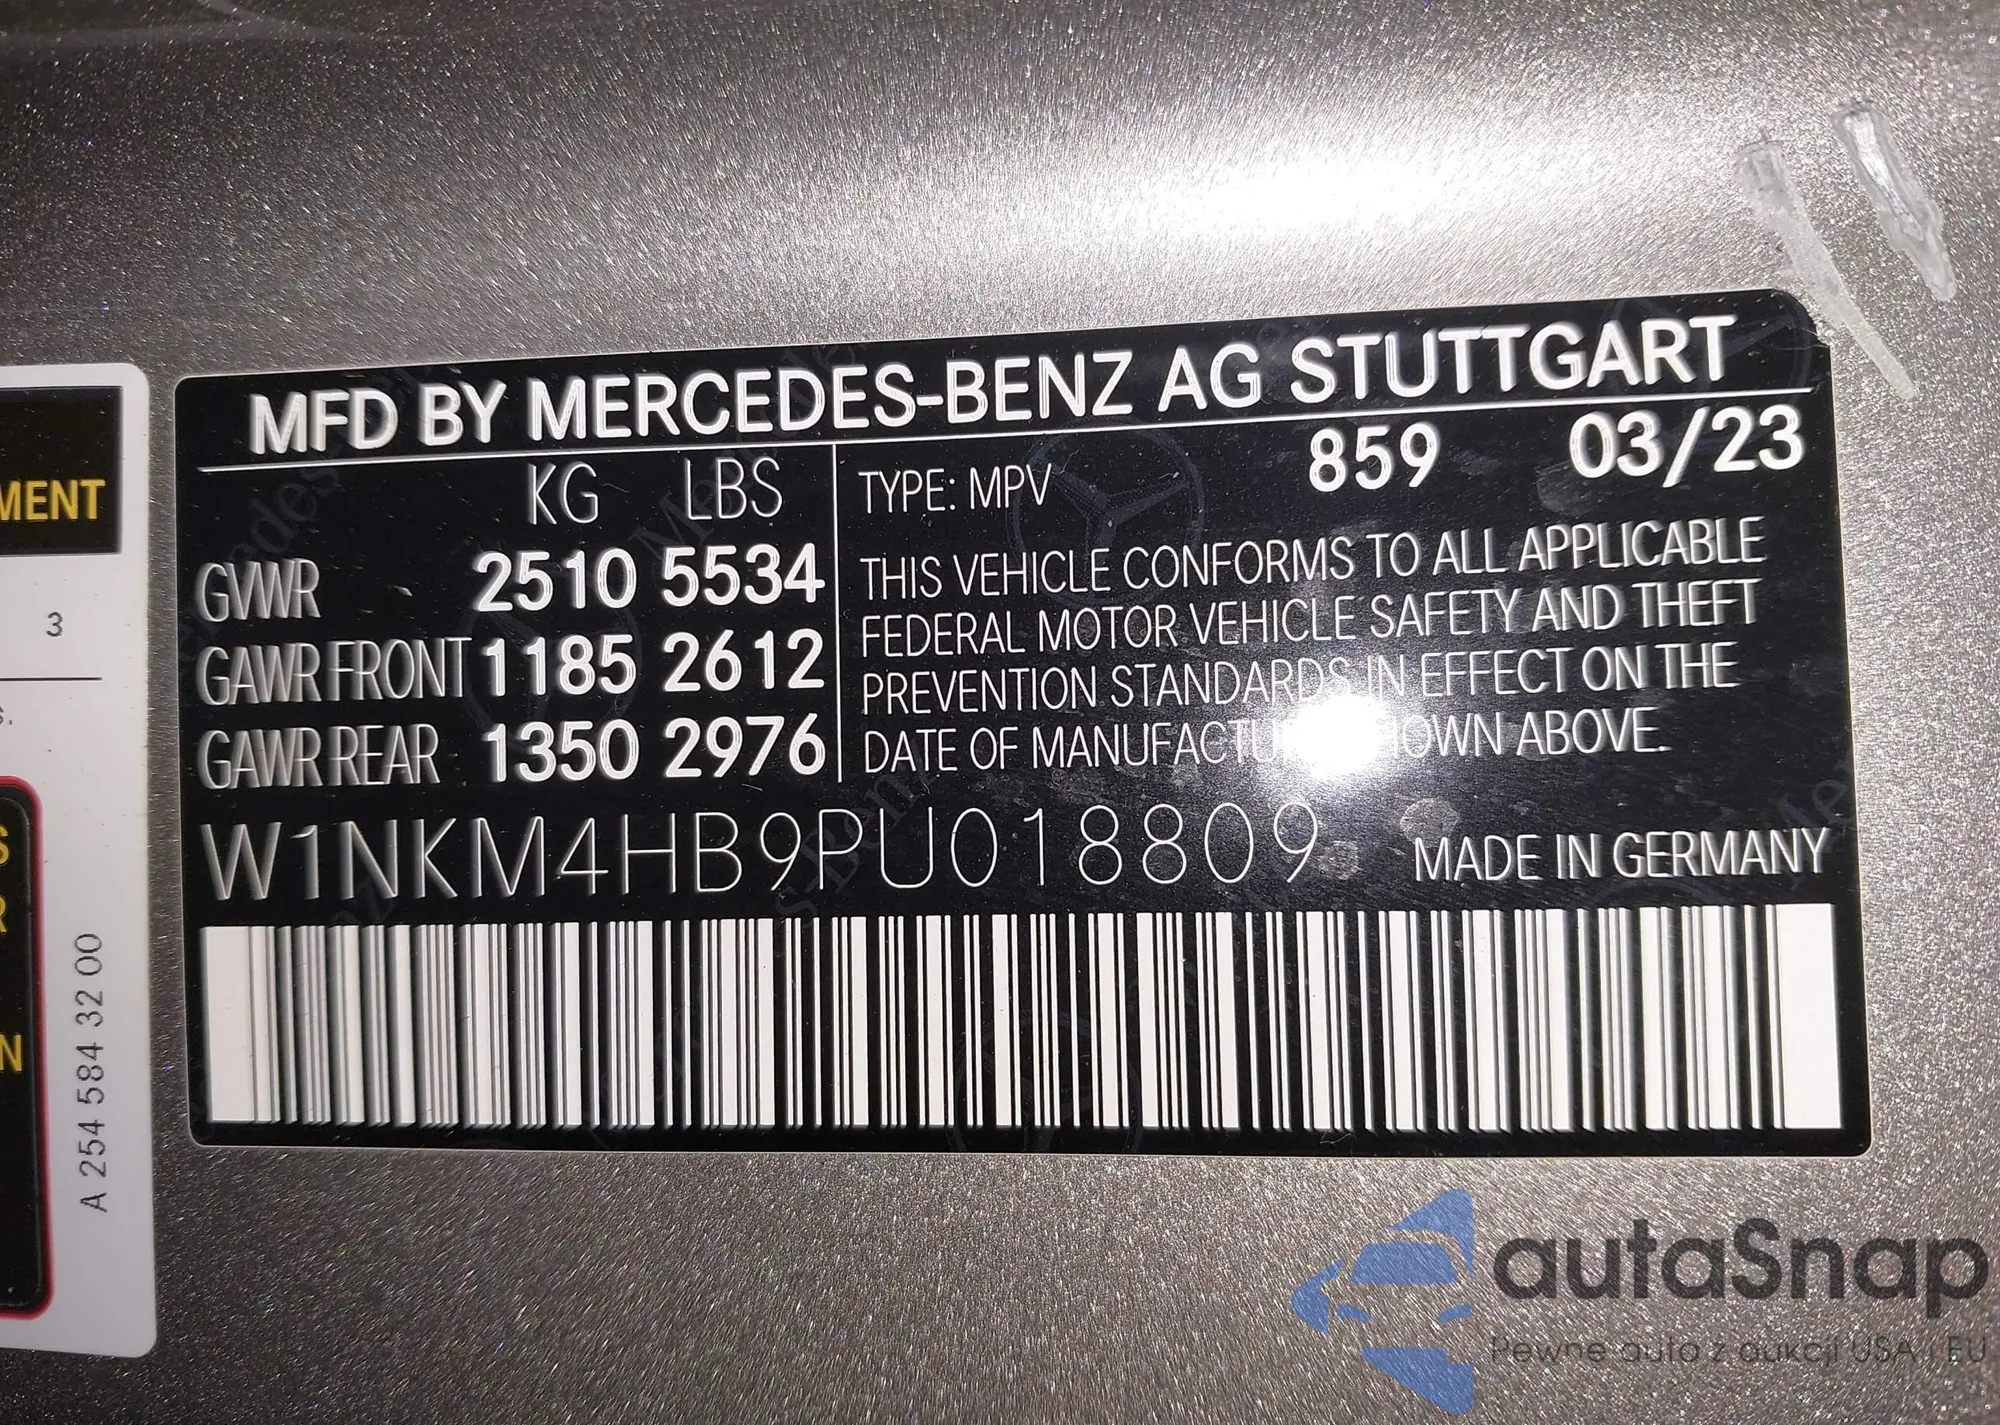 MFD BY MERCEDES-BENZ AG STUTTGART
KG LBS
GVWR 2510 5534
GAWR FRONT 1185 2612
GAWR REAR 1350 2976
TYPE: MPV 859 03/23
THIS VEHICLE CONFORMS TO ALL APPLICABLE
FEDERAL MOTOR VEHICLE SAFETY AND THEFT
PREVENTION STANDARDS IN EFFECT ON THE
DATE OF MANUFACTU OWN ABOVE.
W1NKM4HB9PU018809 MADE IN GERMANY
MENT
3
S
R
N
A 254 584 32 00
autaSnap
Pewne auta z aukcji USA i EU